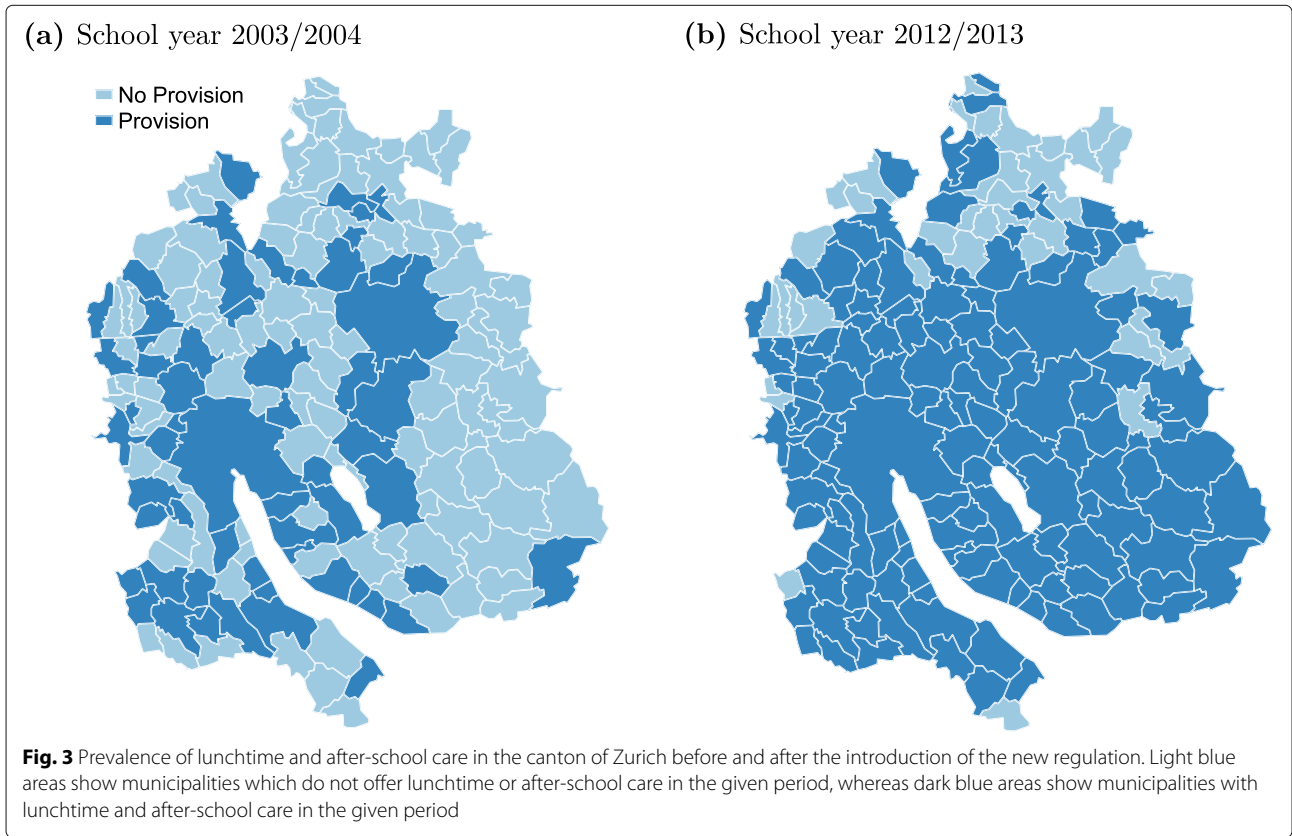 (a) School year 2003/2004
(b) School year 2012/2013
No Provision
Provision
Fig. 3 Prevalence of lunchtime and after-school care in the canton of Zurich before and after the introduction of the new regulation. Light blue
areas show municipalities which do not offer lunchtime or after-school care in the given period, whereas dark blue areas show municipalities with
lunchtime and after-school care in the given period